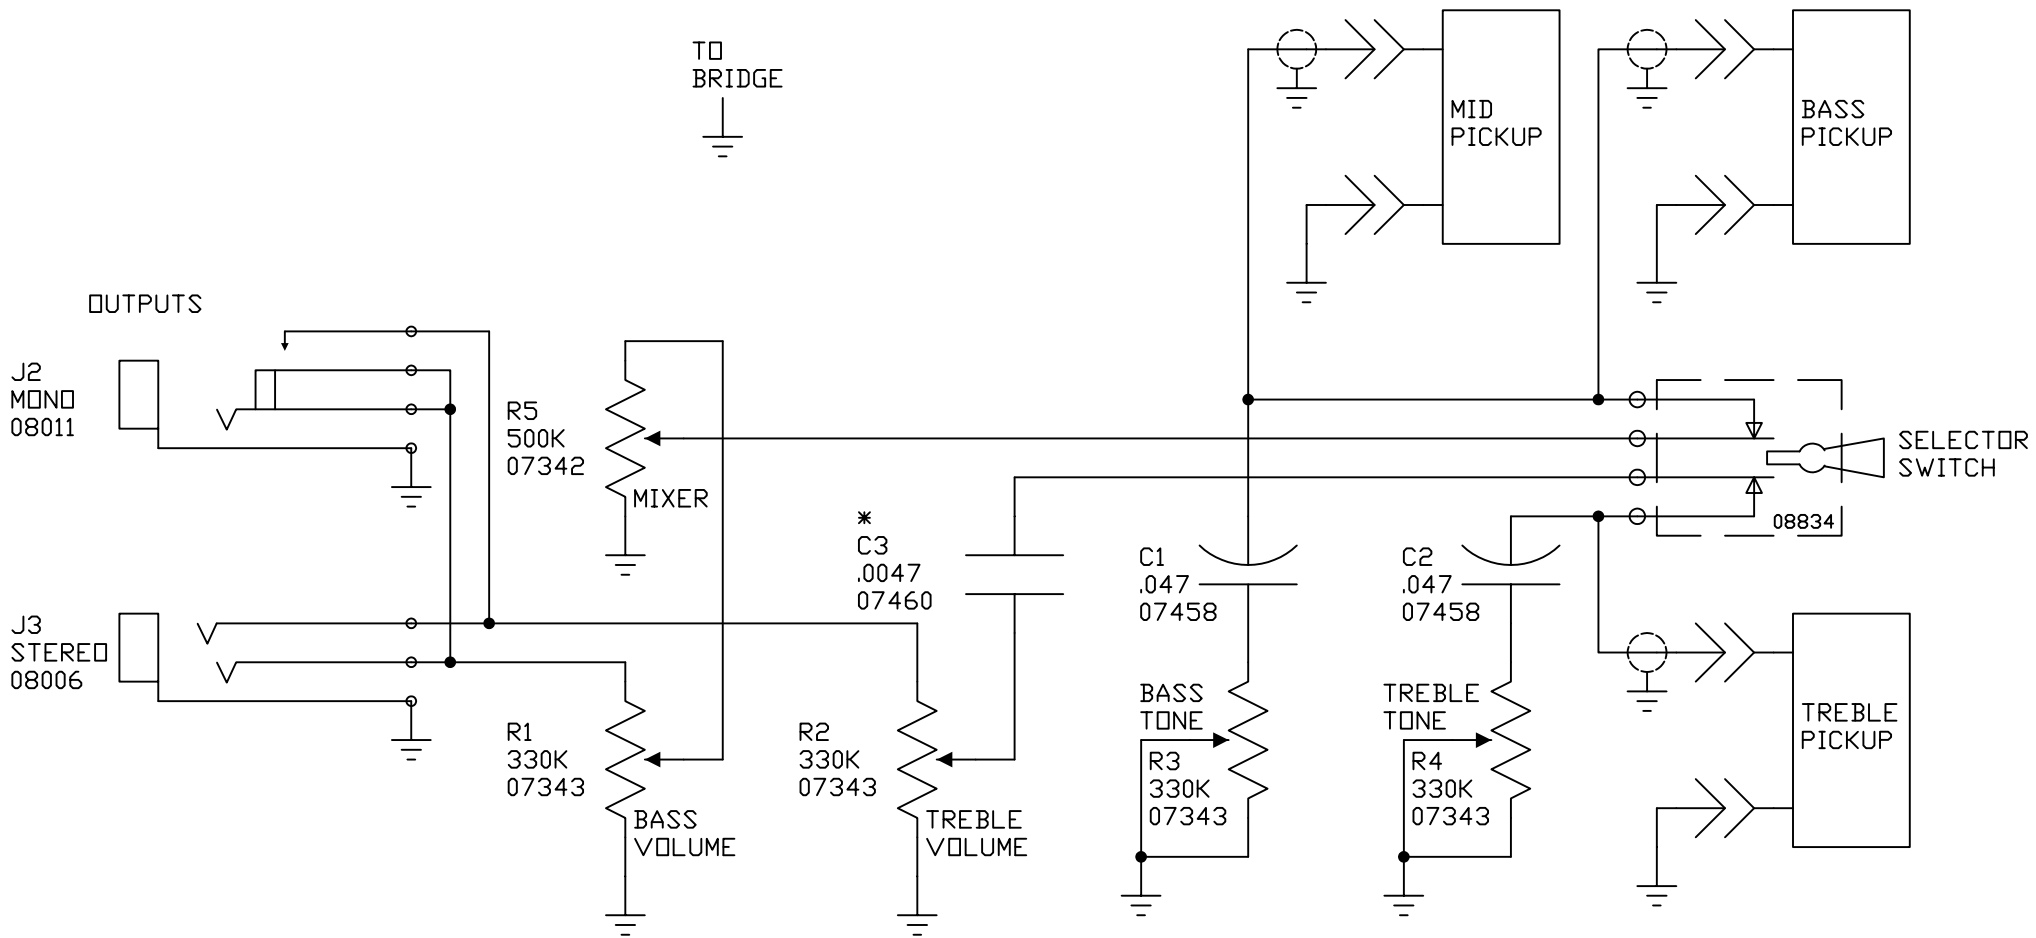 TO
BRIDGE
MID
PICKUP
BASS
PICKUP
OUTPUTS
J2
MONO
08011
R5
500K
07342
MIXER
SELECTOR
SWITCH
08834
*
C3
.0047
07460
C1
.047
07458
C2
.047
07458
J3
STEREO
08006
R1
330K
07343
BASS
VOLUME
R2
330K
07343
TREBLE
VOLUME
BASS
TONE
R3
330K
07343
TREBLE
TONE
R4
330K
07343
TREBLE
PICKUP